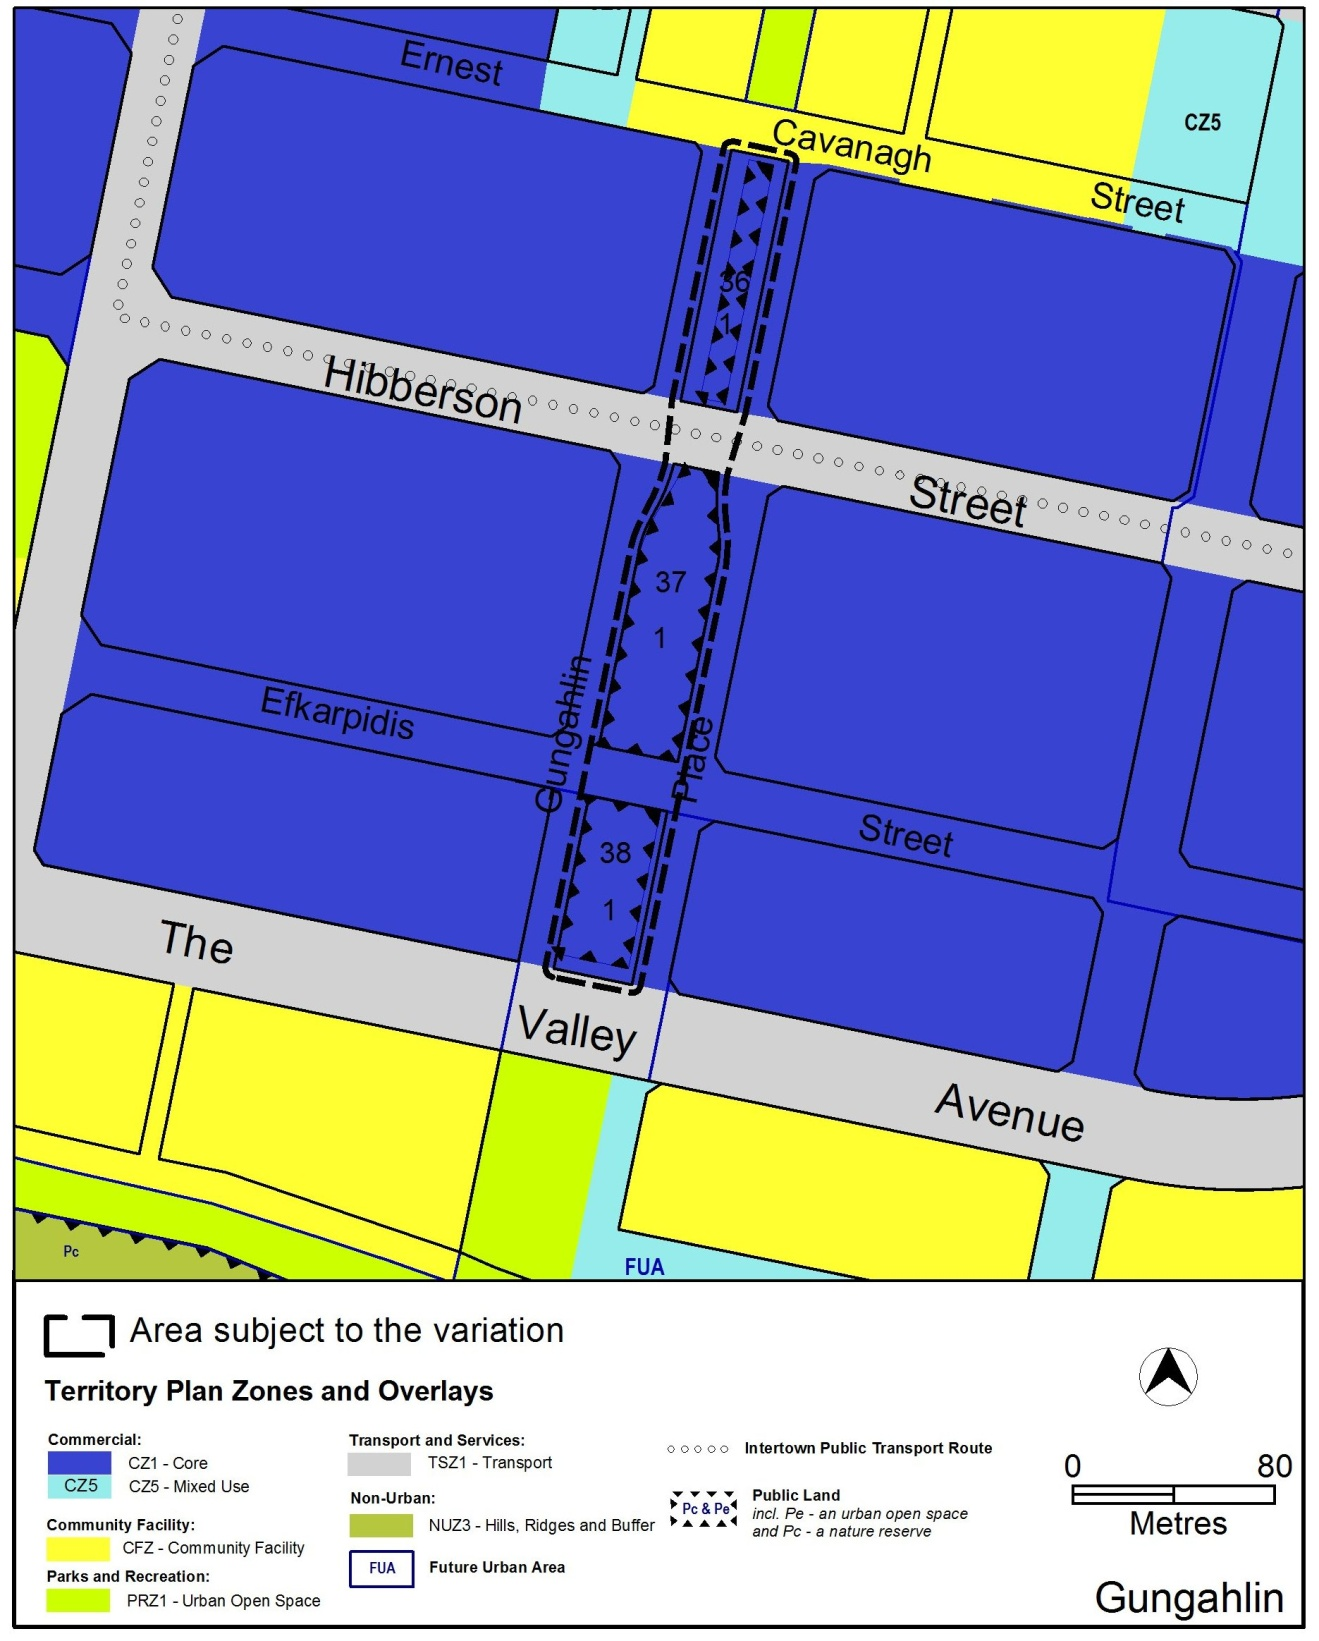 Ernest
Cavanagh
Street
CZ5
36
1
Hibberson
Street
37
1
Gungahlin
Place
Efkarpidis
Street
38
1
The
Valley
Avenue
Pc
FUA
Area subject to the variation
Territory Plan Zones and Overlays
Commercial:
CZ1 - Core
CZ5
CZ5 - Mixed Use
Community Facility:
CFZ - Community Facility
Parks and Recreation:
PRZ1 - Urban Open Space
Transport and Services:
TSZ1 - Transport
Non-Urban:
NUZ3 - Hills, Ridges and Buffer
FUA
Future Urban Area
Intertown Public Transport Route
Pc & Pe
Public Land
incl. Pe - an urban open space
and Pc - a nature reserve
0 80
Metres
Gungahlin